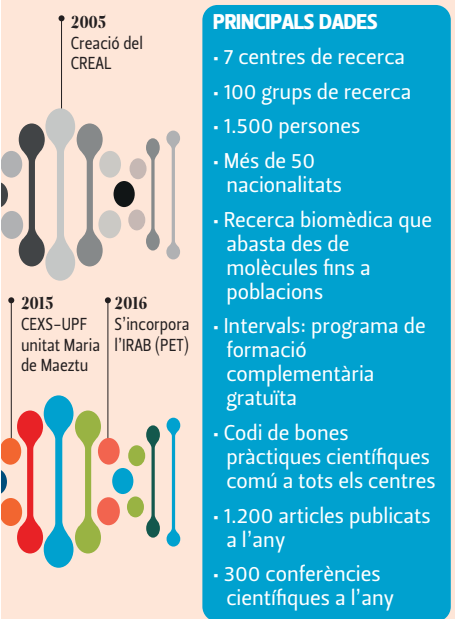 2005
Creació del
CREAL
2015
CEXS-UPF
unitat Maria
de Maeztu
2016
S'incorpora
l'IRAB (PET)
PRINCIPALS DADES
• 7 centres de recerca
• 100 grups de recerca
• 1.500 persones
• Més de 50
nacionalitats
• Recerca biomèdica que
abasta des de
molècules fins a
poblacions
• Intervals: programa de
formació
complementària
gratuïta
• Codi de bones
pràctiques científiques
comú a tots els centres
• 1.200 articles publicats
a l'any
• 300 conferències
científiques a l'any